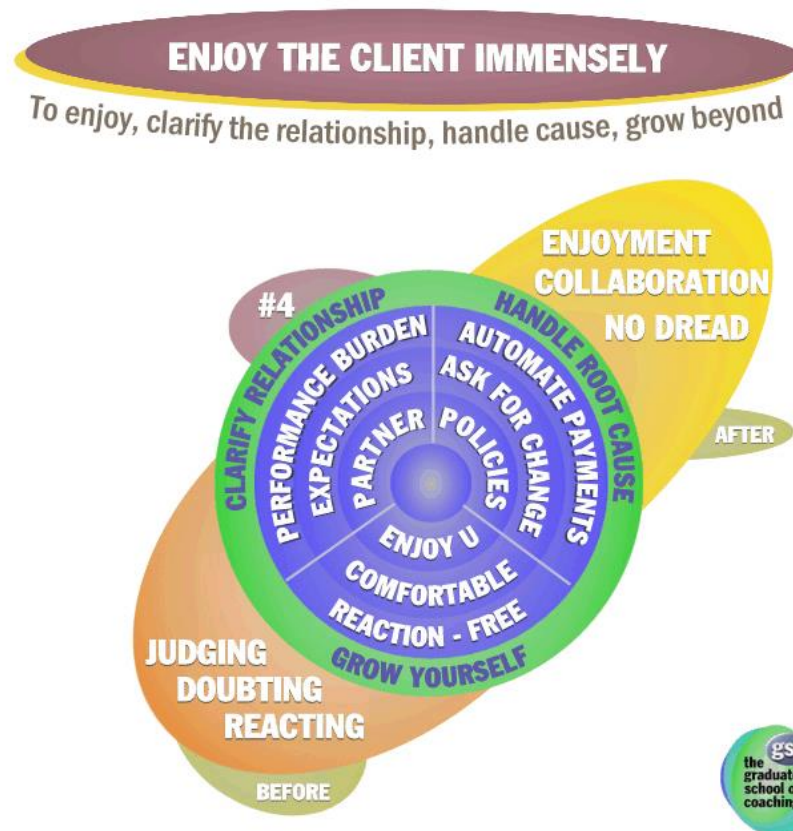 ENJOY THE CLIENT IMMENSELY
To enjoy, clarify the relationship, handle cause, grow beyond
ENJOYMENT
COLLABORATION
NO DREAD
AFTER
#4
CLARIFY RELATIONSHIP
PERFORMANCE BURDEN
EXPECTATIONS
PARTNER
HANDLE ROOT CAUSE
AUTOMATE PAYMENTS
ASK FOR CHANGE
POLICIES
ENJOY U
COMFORTABLE
REACTION - FREE
GROW YOURSELF
JUDGING
DOUBTING
REACTING
BEFORE
gs
the
graduate
school o
coaching